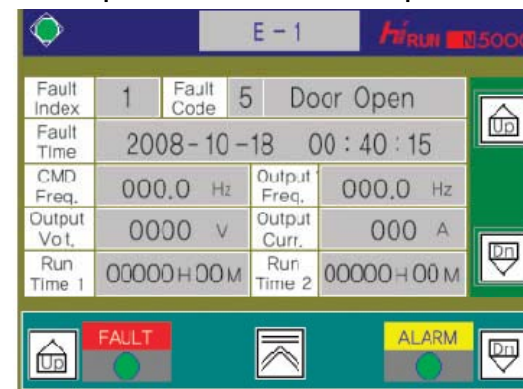 E - 1
HiRUN N5000
Fault Index 1 Fault Code 5 Door Open
Fault Time 2008-10-18 00:40:15
CMD Freq. 000.0 Hz Output Freq. 000.0 Hz
Output Vot. 0000 V Output Curr. 000 A
Run Time 1 00000H00M Run Time 2 00000H00M
Up
Dn
Up FAULT ALARM Dn